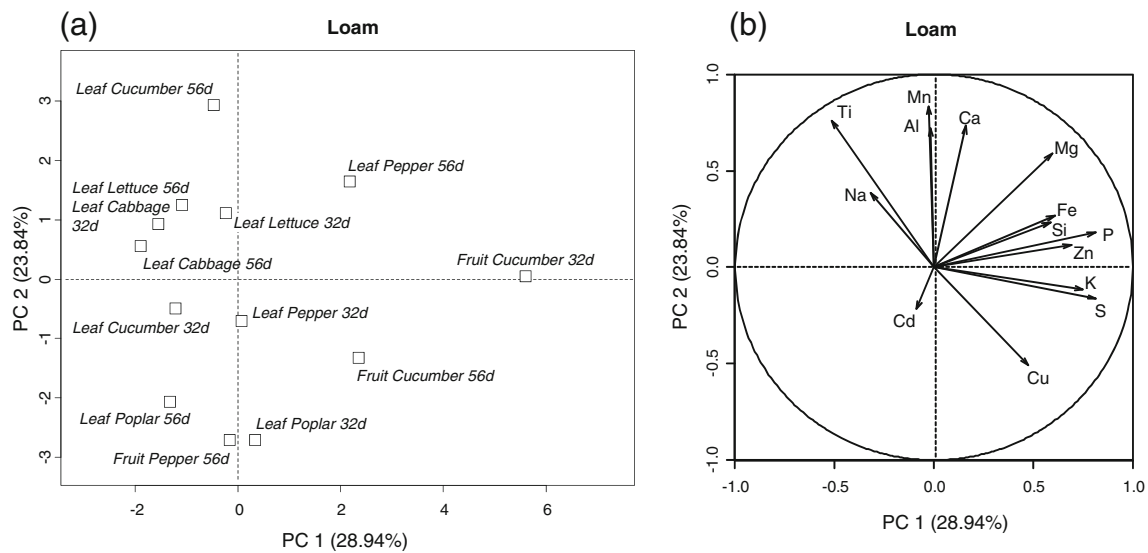 (a)
Loam
Leaf Cucumber 56d
Leaf Pepper 56d
Leaf Lettuce 56d
Leaf Cabbage
32d
Leaf Lettuce 32d
Leaf Cabbage 56d
Fruit Cucumber 32d
Leaf Cucumber 32d
Leaf Pepper 32d
Fruit Cucumber 56d
Leaf Poplar 56d
Leaf Poplar 32d
Fruit Pepper 56d
3
2
1
0
-1
-2
-3
PC 2 (23.84%)
-2 0 2 4 6
PC 1 (28.94%)
(b)
Loam
Mn
Ti
Al
Ca
Mg
Na
Fe
Si
P
Zn
K
S
Cd
Cu
1.0
0.5
0.0
-0.5
-1.0
PC 2 (23.84%)
-1.0 -0.5 0.0 0.5 1.0
PC 1 (28.94%)